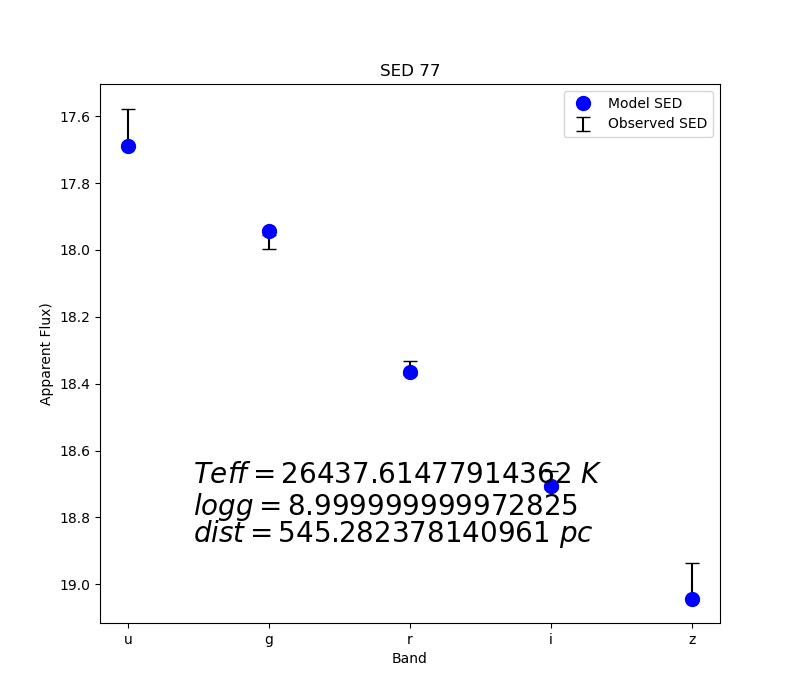 SED 77
Model SED
Observed SED
17.6
17.8
18.0
18.2
18.4
18.6
18.8
19.0
Apparent Flux)
Teff = 26437.61477914362 K
logg = 8.999999999972825
dist = 545.282378140961 pc
u g r i z
Band